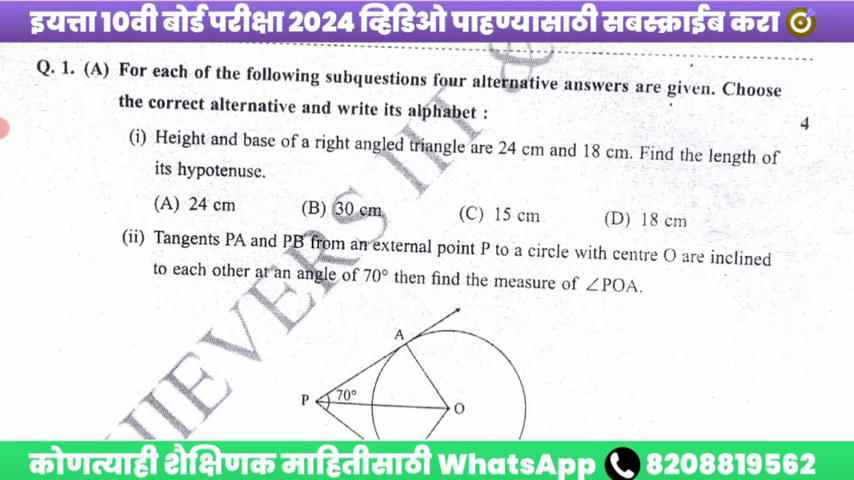 इयत्ता 10वी बोर्ड परीक्षा 2024 व्हिडिओ पाहण्यासाठी सबस्क्राईब करा
Q. 1. (A) For each of the following subquestions four alternative answers are given. Choose
the correct alternative and write its alphabet :
4
(i) Height and base of a right angled triangle are 24 cm and 18 cm. Find the length of
its hypotenuse.
(A) 24 cm (B) 30 cm (C) 15 cm (D) 18 cm
(ii) Tangents PA and PB from an external point P to a circle with centre O are inclined
to each other at an angle of 70° then find the measure of ∠POA.
A
P 70° O
कोणत्याही शैक्षणिक माहितीसाठी WhatsApp 8208819562